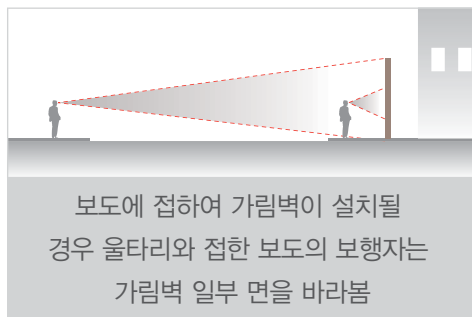 보도에 접하여 가림벽이 설치될
경우 울타리와 접한 보도의 보행자는
가림벽 일부 면을 바라봄